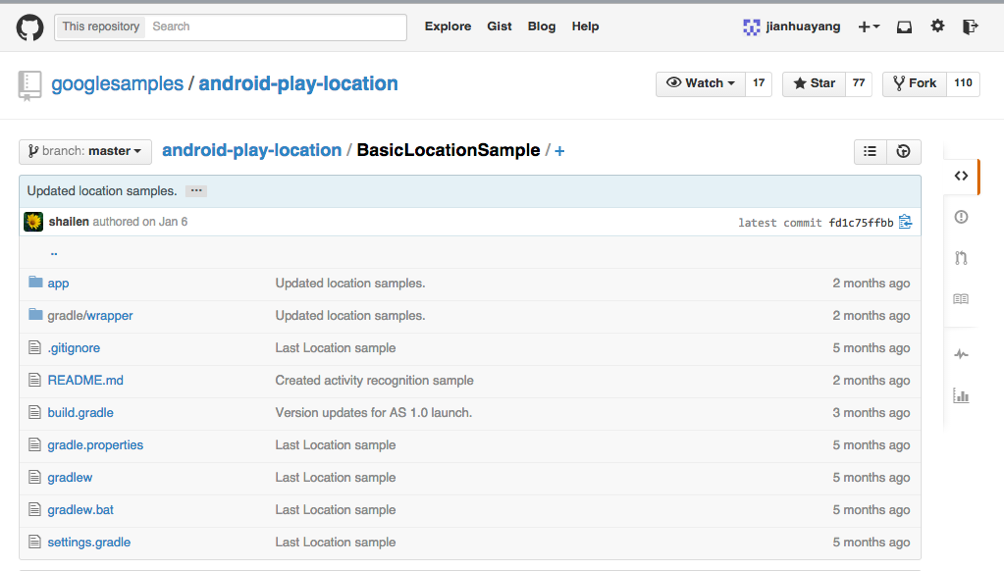 This repository Search Explore Gist Blog Help jianhuayang
googlesamples / android-play-location Watch 17 Star 77 Fork 110
branch: master android-play-location / BasicLocationSample / +
Updated location samples. ...
shailen authored on Jan 6 latest commit fd1c75ffbb
..
app Updated location samples. 2 months ago
gradle/wrapper Updated location samples. 2 months ago
.gitignore Last Location sample 5 months ago
README.md Created activity recognition sample 2 months ago
build.gradle Version updates for AS 1.0 launch. 3 months ago
gradle.properties Last Location sample 5 months ago
gradlew Last Location sample 5 months ago
gradlew.bat Last Location sample 5 months ago
settings.gradle Last Location sample 5 months ago